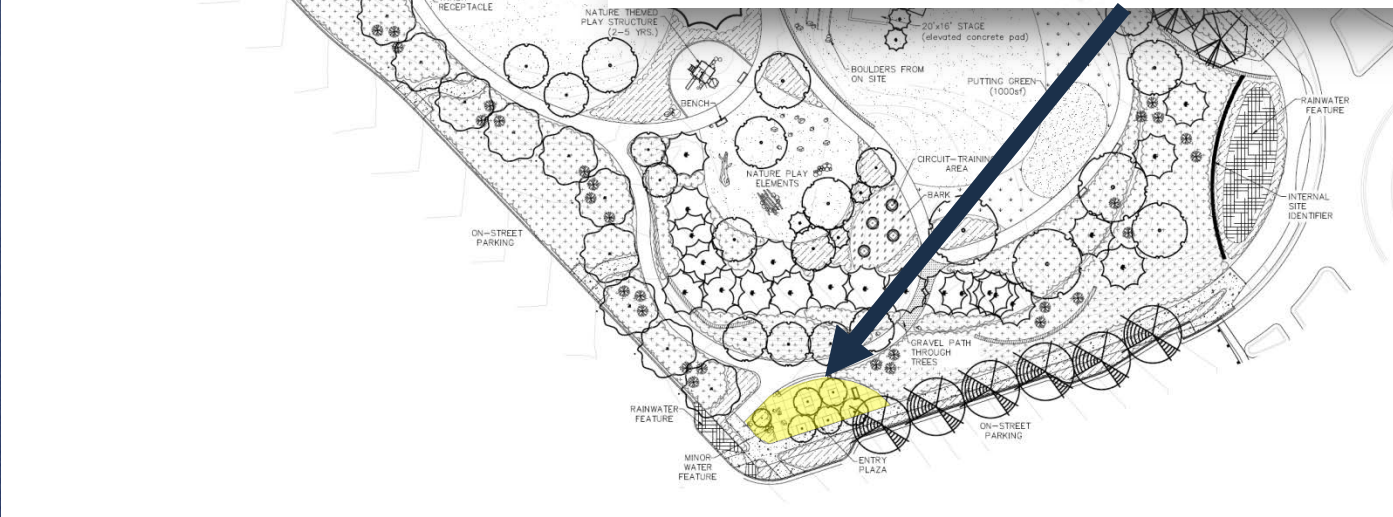 RECEPTACLE
NATURE THEMED
PLAY STRUCTURE
(2-5 YRS.)
20'x16' STAGE
(elevated concrete pad)
BOULDERS FROM
ON SITE
PUTTING GREEN
(1000sf)
RAINWATER
FEATURE
BENCH
CIRCUIT-TRAINING
AREA
NATURE PLAY
ELEMENTS
BARK
INTERNAL
SITE
IDENTIFIER
ON-STREET
PARKING
GRAVEL PATH
THROUGH
TREES
RAINWATER
FEATURE
ON-STREET
PARKING
MINOR
WATER
FEATURE
ENTRY
PLAZA